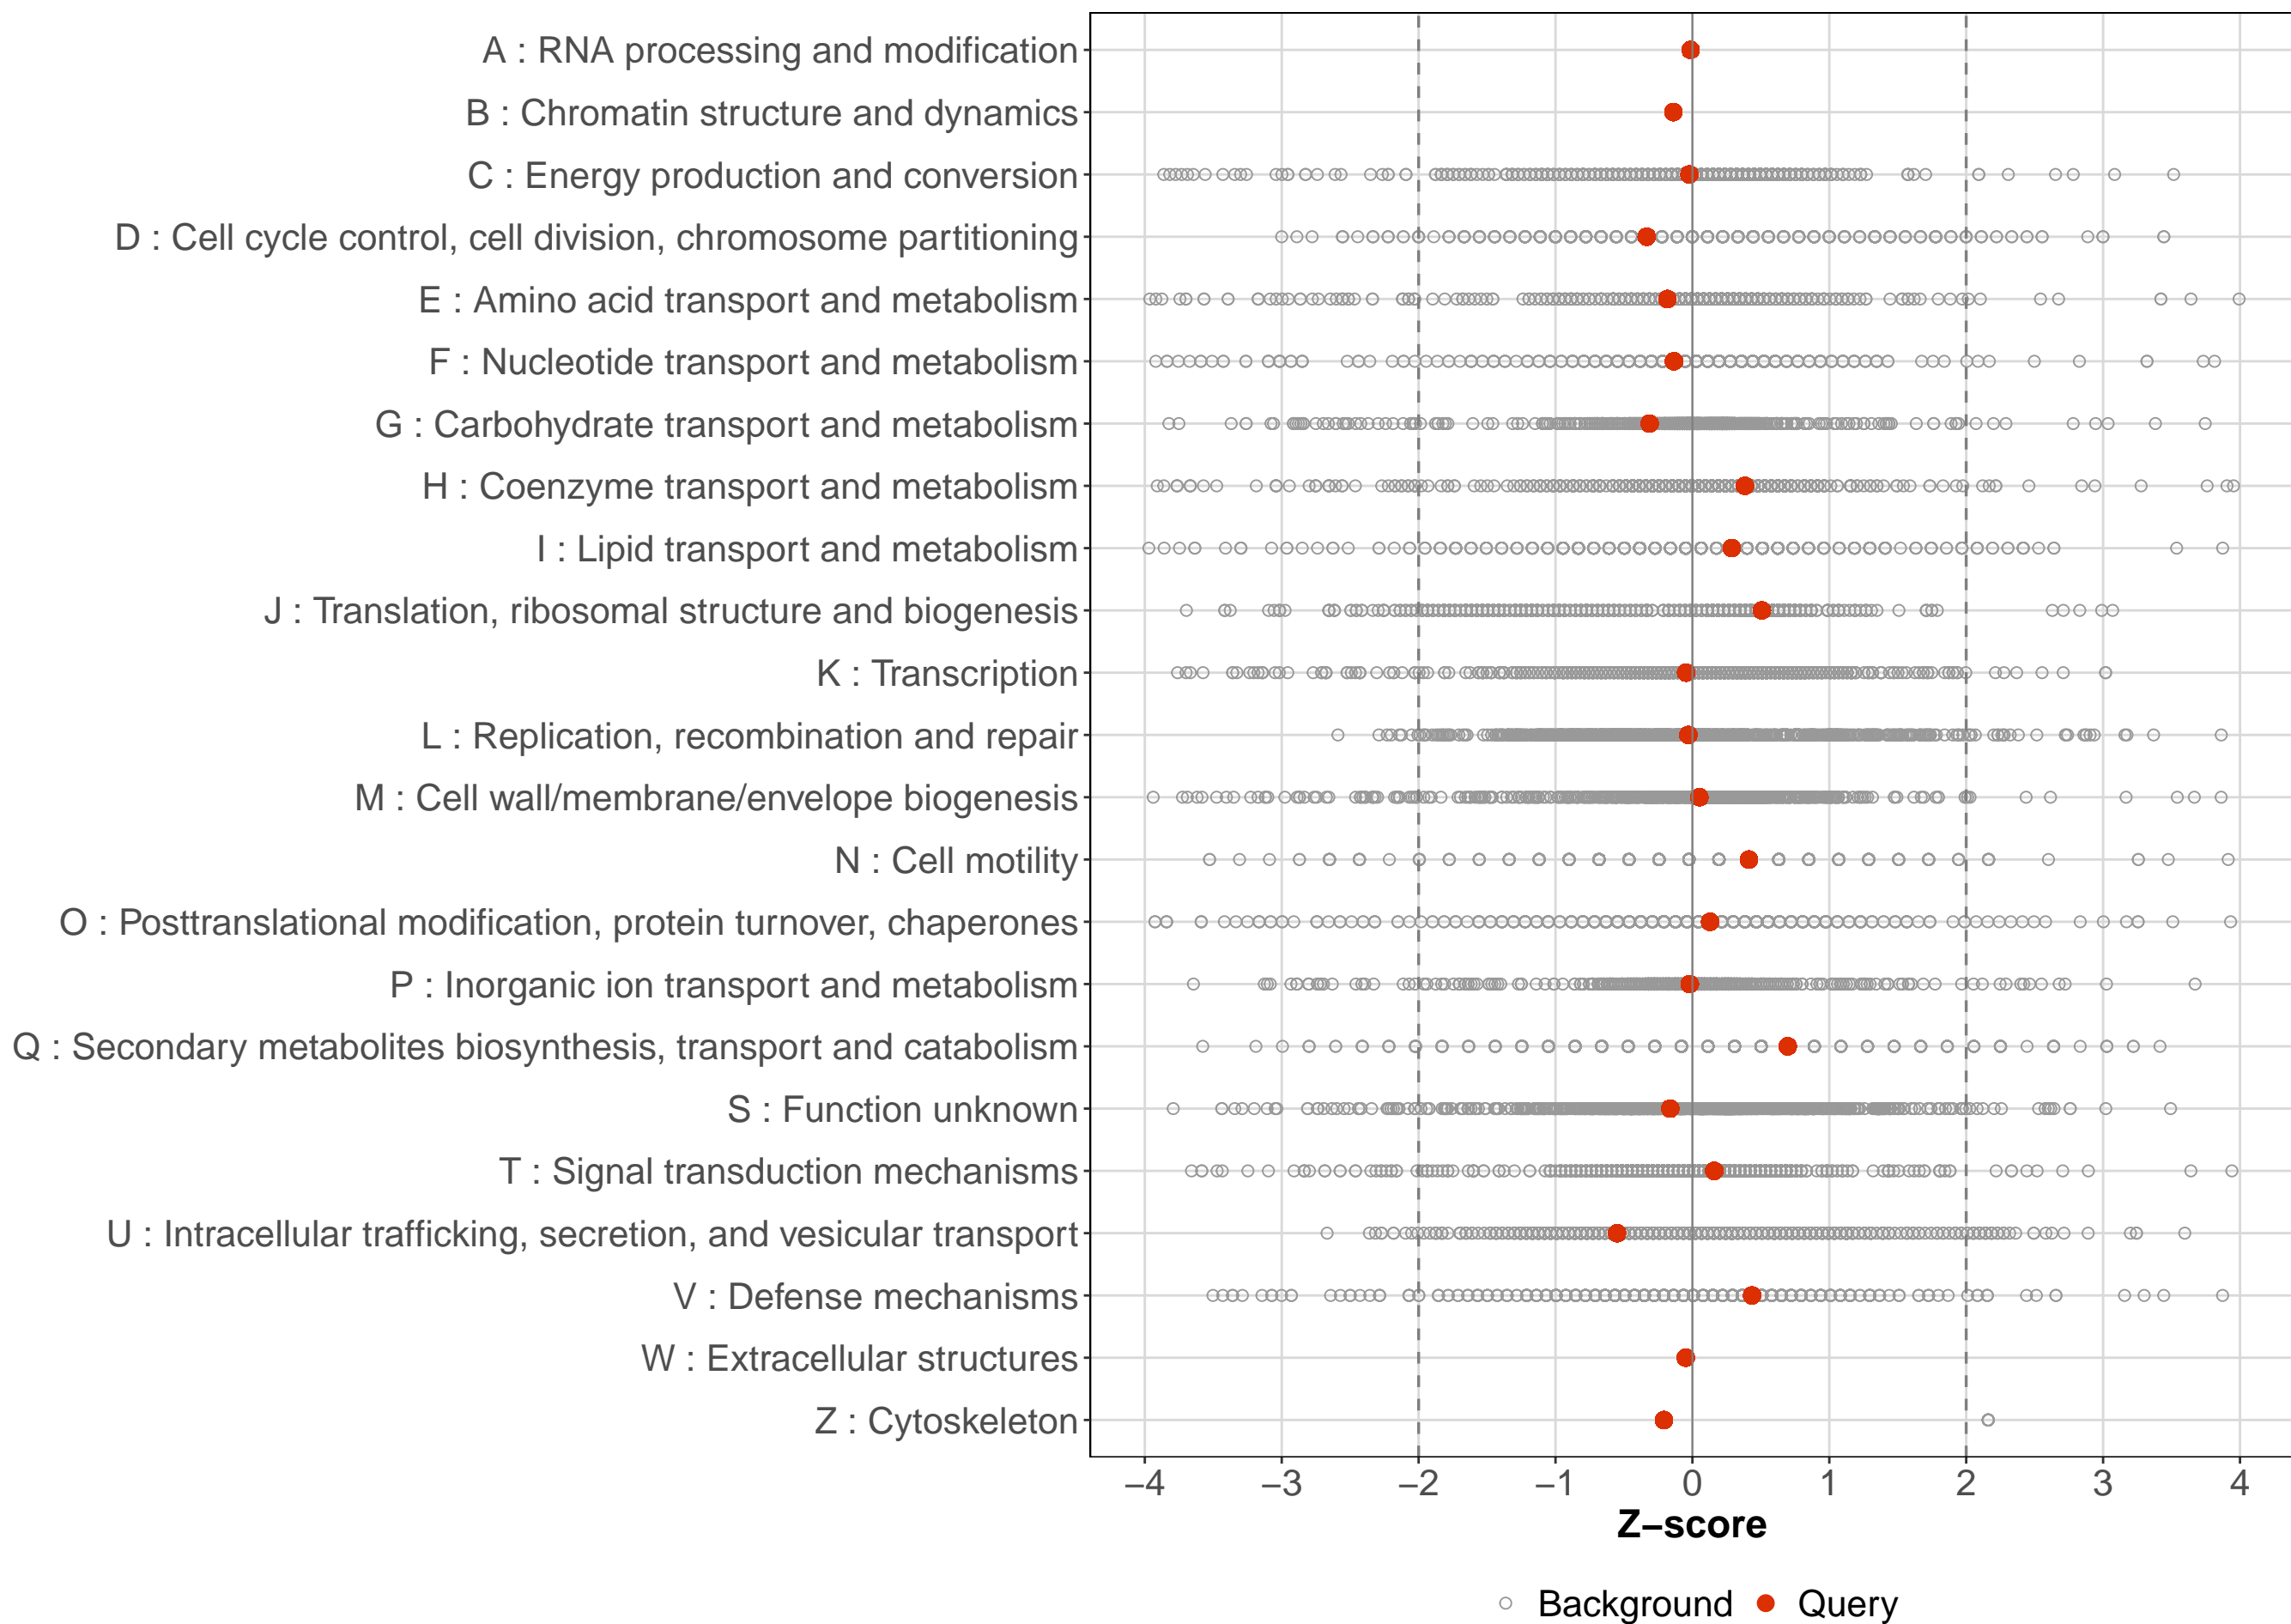 A : RNA processing and modification
B : Chromatin structure and dynamics
C : Energy production and conversion
D : Cell cycle control, cell division, chromosome partitioning
E : Amino acid transport and metabolism
F : Nucleotide transport and metabolism
G : Carbohydrate transport and metabolism
H : Coenzyme transport and metabolism
I : Lipid transport and metabolism
J : Translation, ribosomal structure and biogenesis
K : Transcription
L : Replication, recombination and repair
M : Cell wall/membrane/envelope biogenesis
N : Cell motility
O : Posttranslational modification, protein turnover, chaperones
P : Inorganic ion transport and metabolism
Q : Secondary metabolites biosynthesis, transport and catabolism
S : Function unknown
T : Signal transduction mechanisms
U : Intracellular trafficking, secretion, and vesicular transport
V : Defense mechanisms
W : Extracellular structures
Z : Cytoskeleton
−4 −3 −2 −1 0 1 2 3 4
Z−score
Background Query